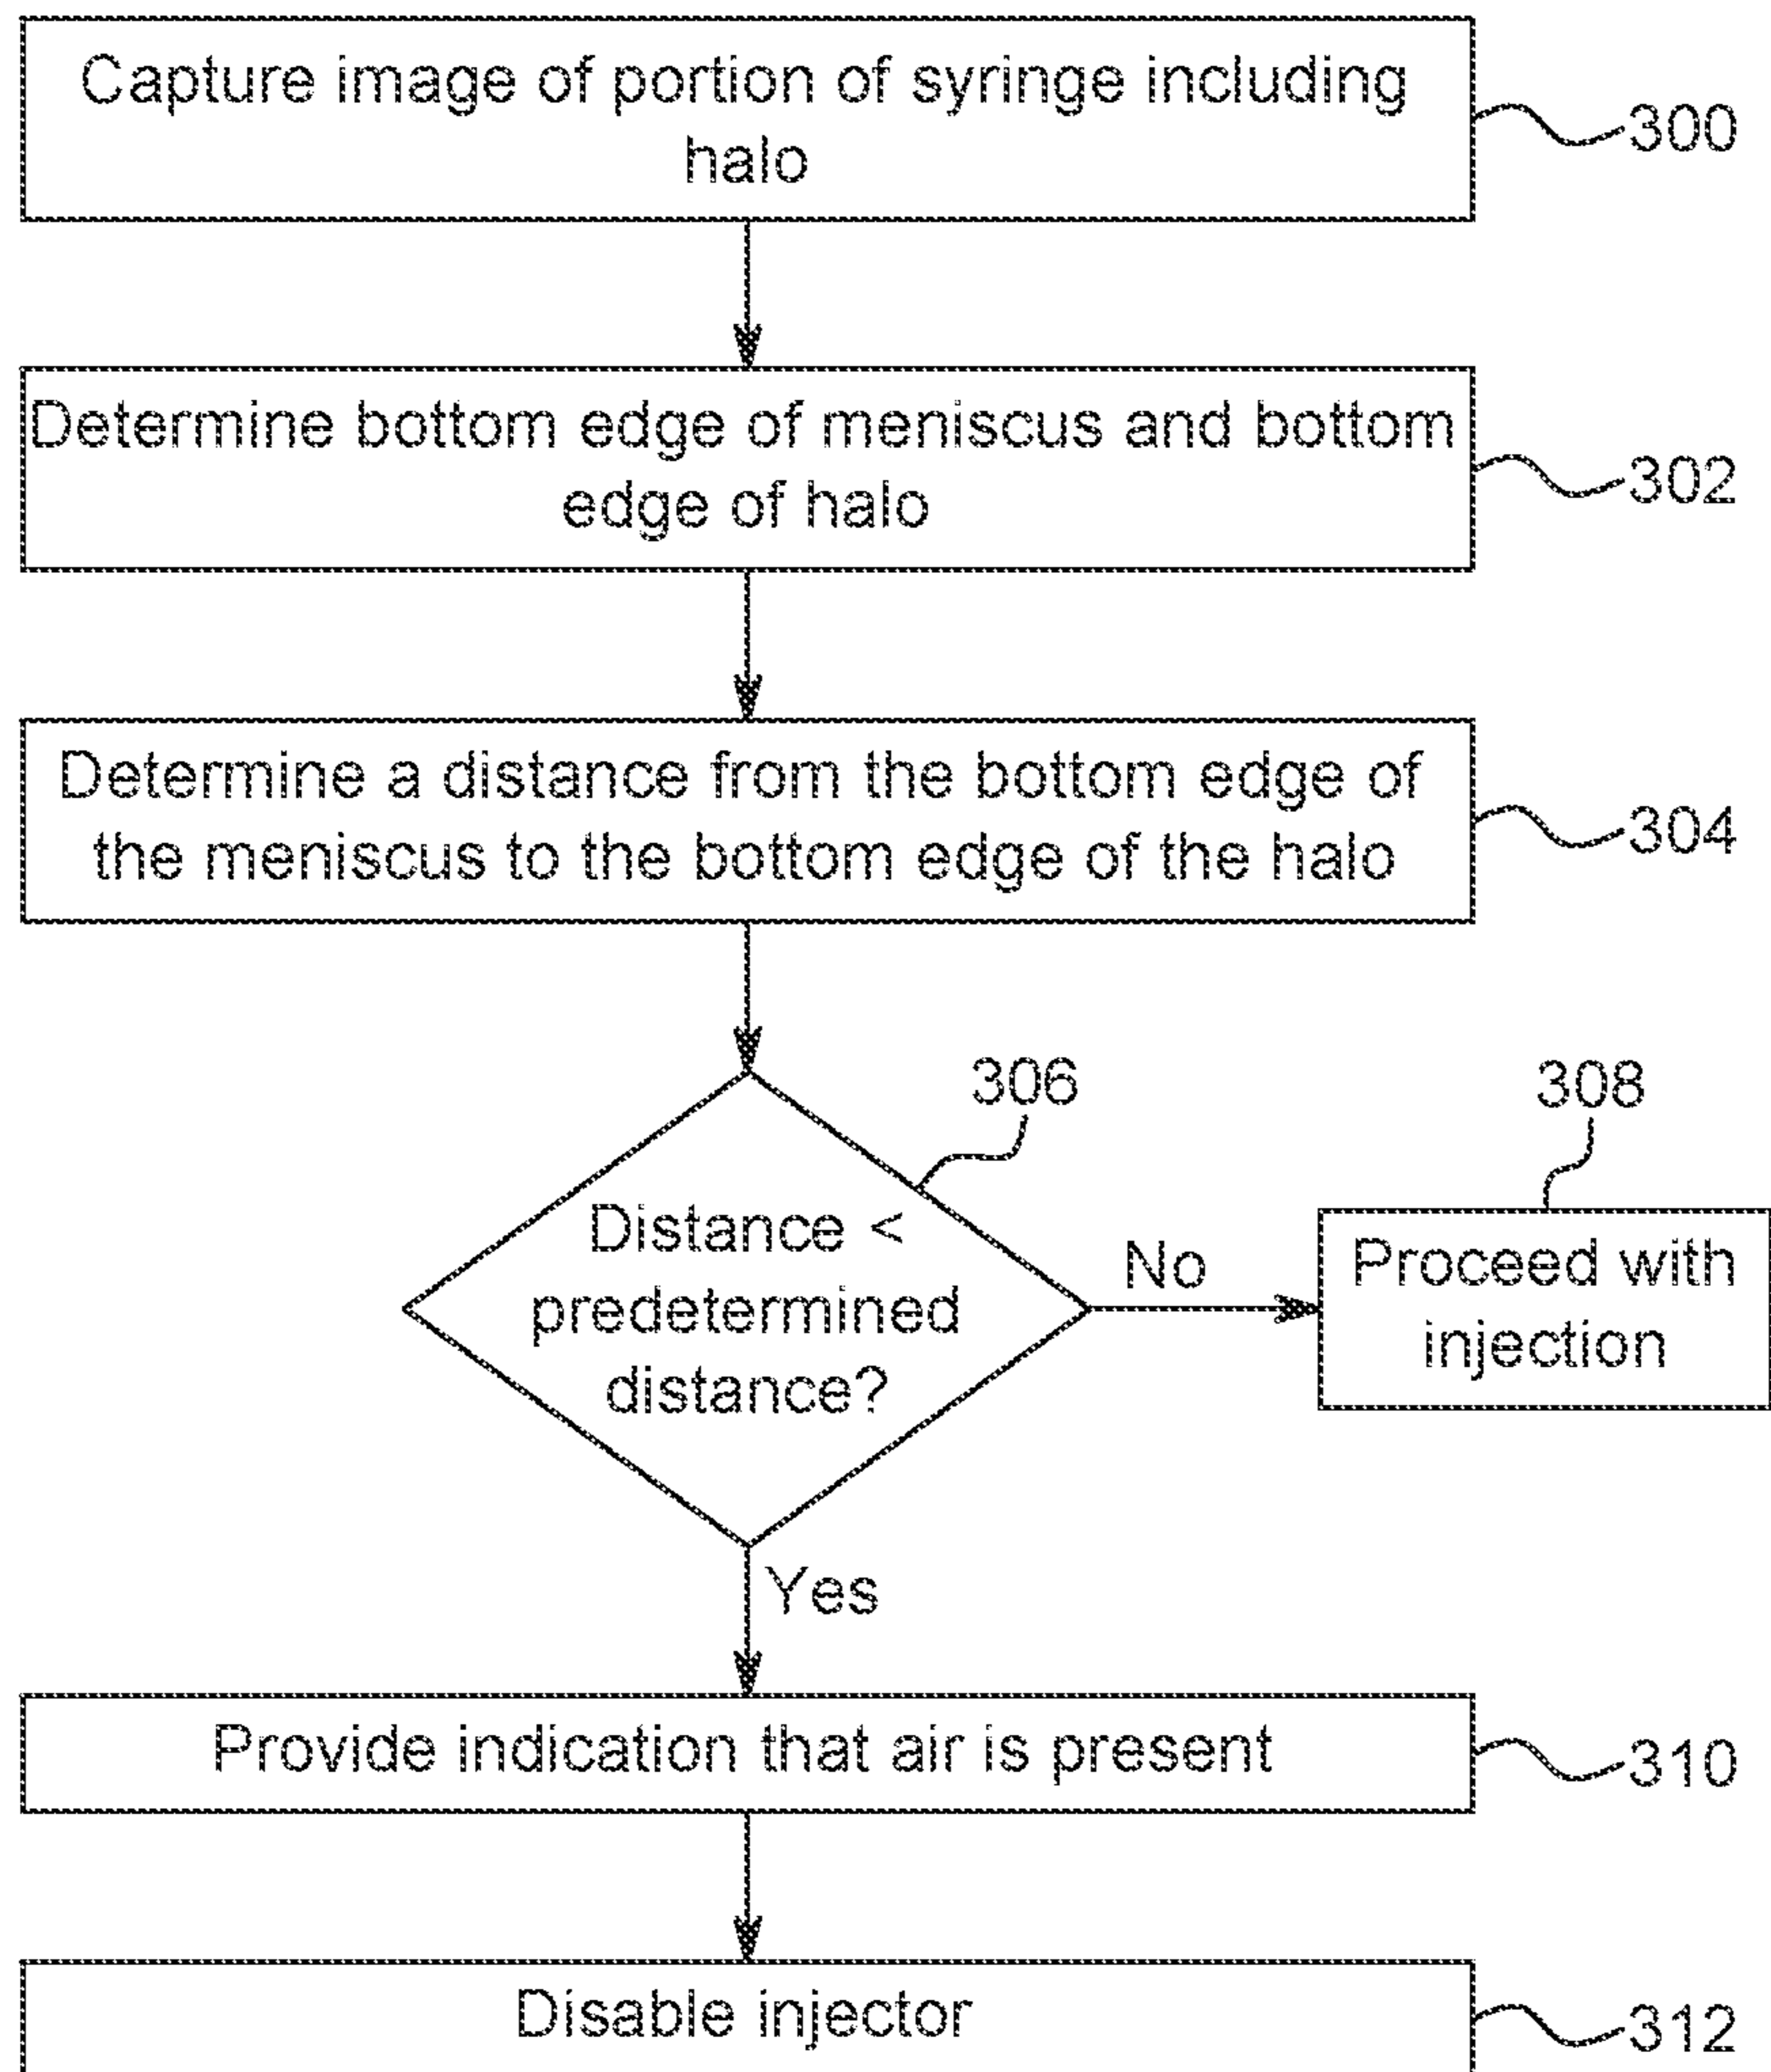 Capture image of portion of syringe including
halo
300
Determine bottom edge of meniscus and bottom
edge of halo
302
Determine a distance from the bottom edge of
the meniscus to the bottom edge of the halo
304
306
308
Distance <
predetermined
distance?
No
Proceed with
injection
Yes
Provide indication that air is present
310
Disable injector
312